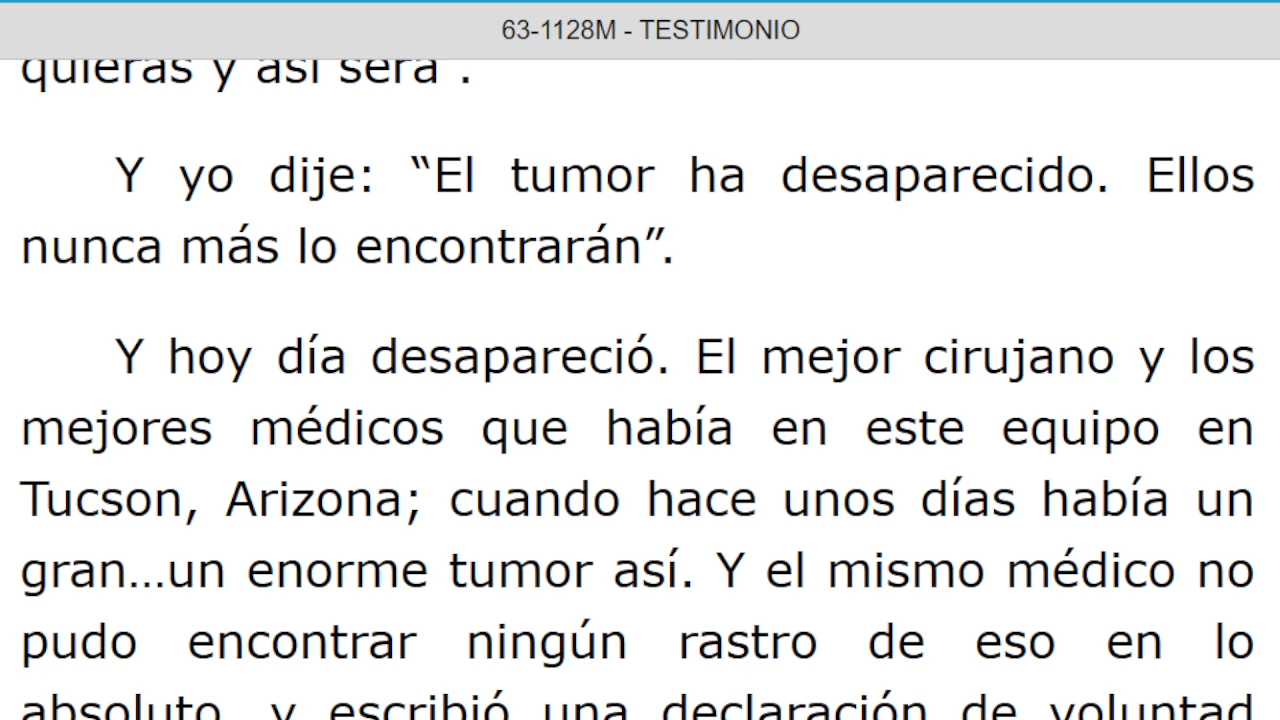 63-1128M - TESTIMONIO
quieras y así será".
Y yo dije: “El tumor ha desaparecido. Ellos
nunca más lo encontrarán”.
Y hoy día desapareció. El mejor cirujano y los
mejores médicos que había en este equipo en
Tucson, Arizona; cuando hace unos días había un
gran...un enorme tumor así. Y el mismo médico no
pudo encontrar ningún rastro de eso en lo
absoluto, y escribió una declaración de voluntad